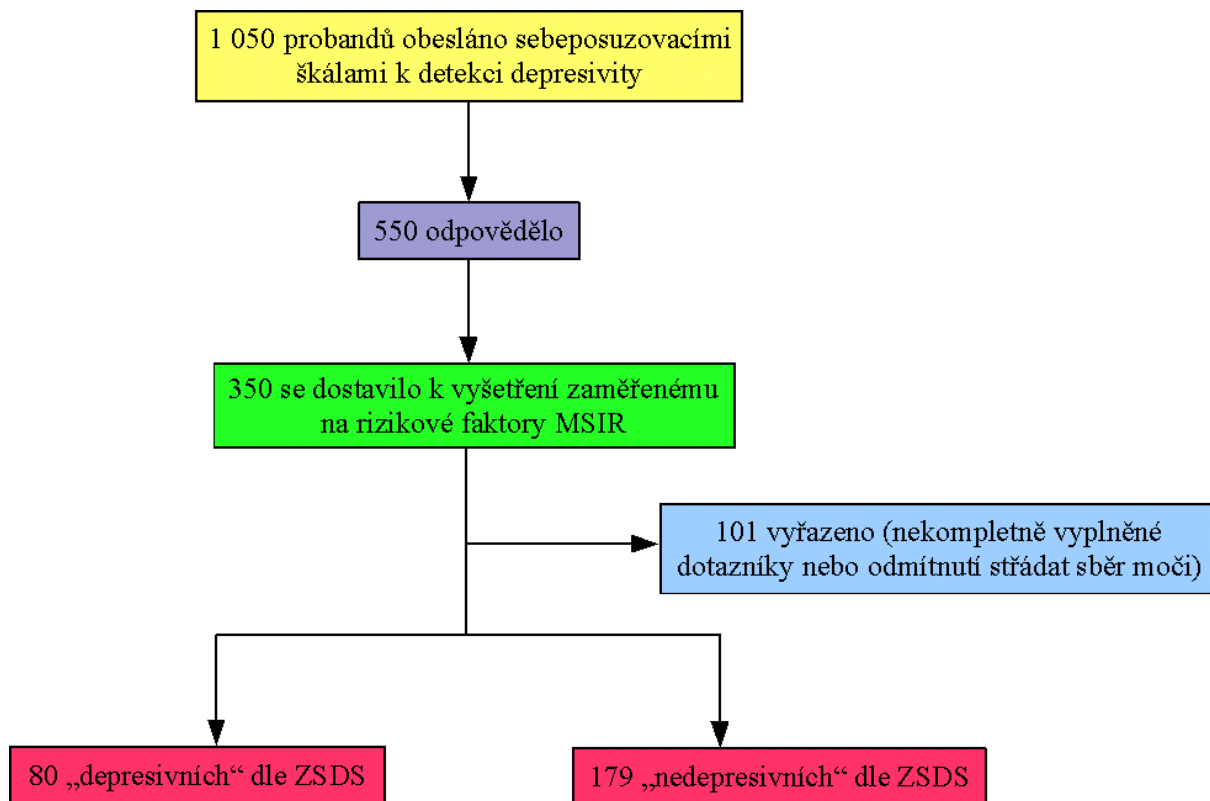 1 050 probandů obesláno sebeposuzovacími
škálami k detekci depresivity
550 odpovědělo
350 se dostavilo k vyšetření zaměřenému
na rizikové faktory MSIR
101 vyřazeno (nekompletně vyplněné
dotazníky nebo odmítnutí střádat sběr moči)
80 „depresivních“ dle ZSDS
179 „nedepresivních“ dle ZSDS